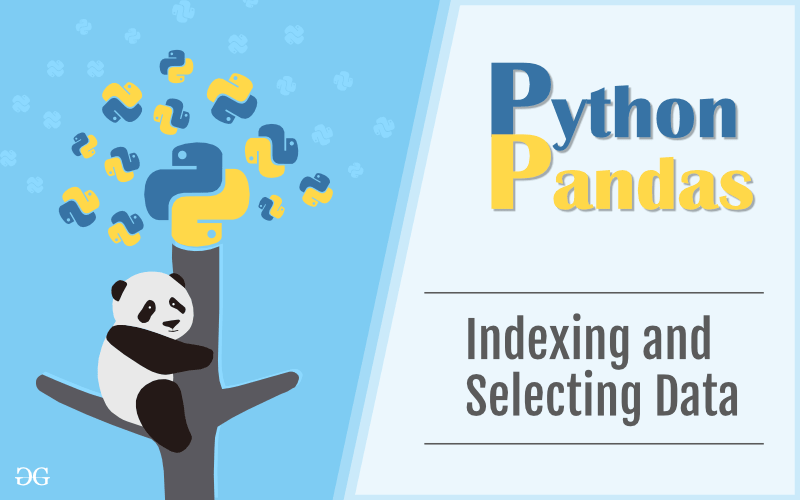 Python
Pandas
Indexing and
Selecting Data
GG